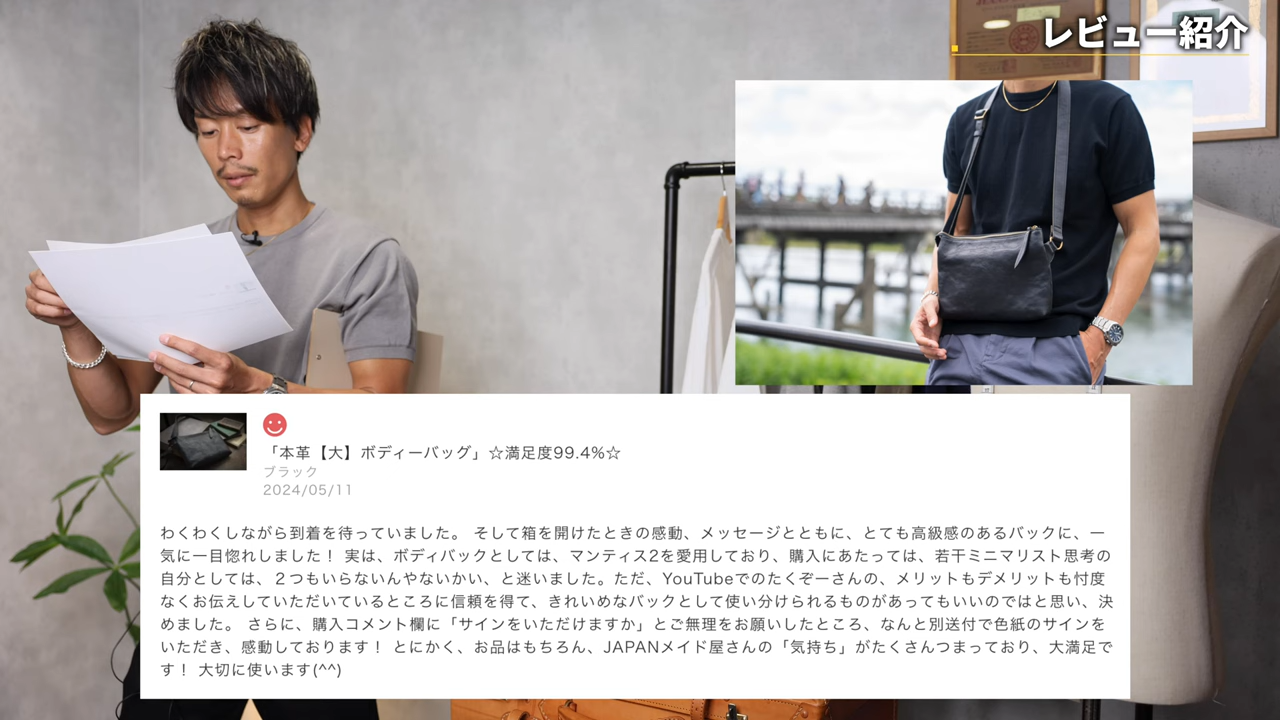 レビュー紹介
「本革【大】ボディーバッグ」☆満足度99.4%☆
ブラック
2024/05/11
わくわくしながら到着を待っていました。 そして箱を開けたときの感動、メッセージとともに、とても高級感のあるバックに、一
気に一目惚れしました！ 実は、ボディバックとしては、マンティス2を愛用しており、購入にあたっては、若干ミニマリスト思考の
自分としては、２つもいらないんやないかい、と迷いました。ただ、YouTubeでのたくぞーさんの、メリットもデメリットも忖度
なくお伝えしていただいているところに信頼を得て、きれいめなバックとして使い分けられるものがあってもいいのではと思い、決
めました。 さらに、購入コメント欄に「サインをいただけますか」とご無理をお願いしたところ、なんと別送付で色紙のサインを
いただき、感動しております！ とにかく、お品はもちろん、JAPANメイド屋さんの「気持ち」がたくさんつまっており、大満足で
す！ 大切に使います(^^)